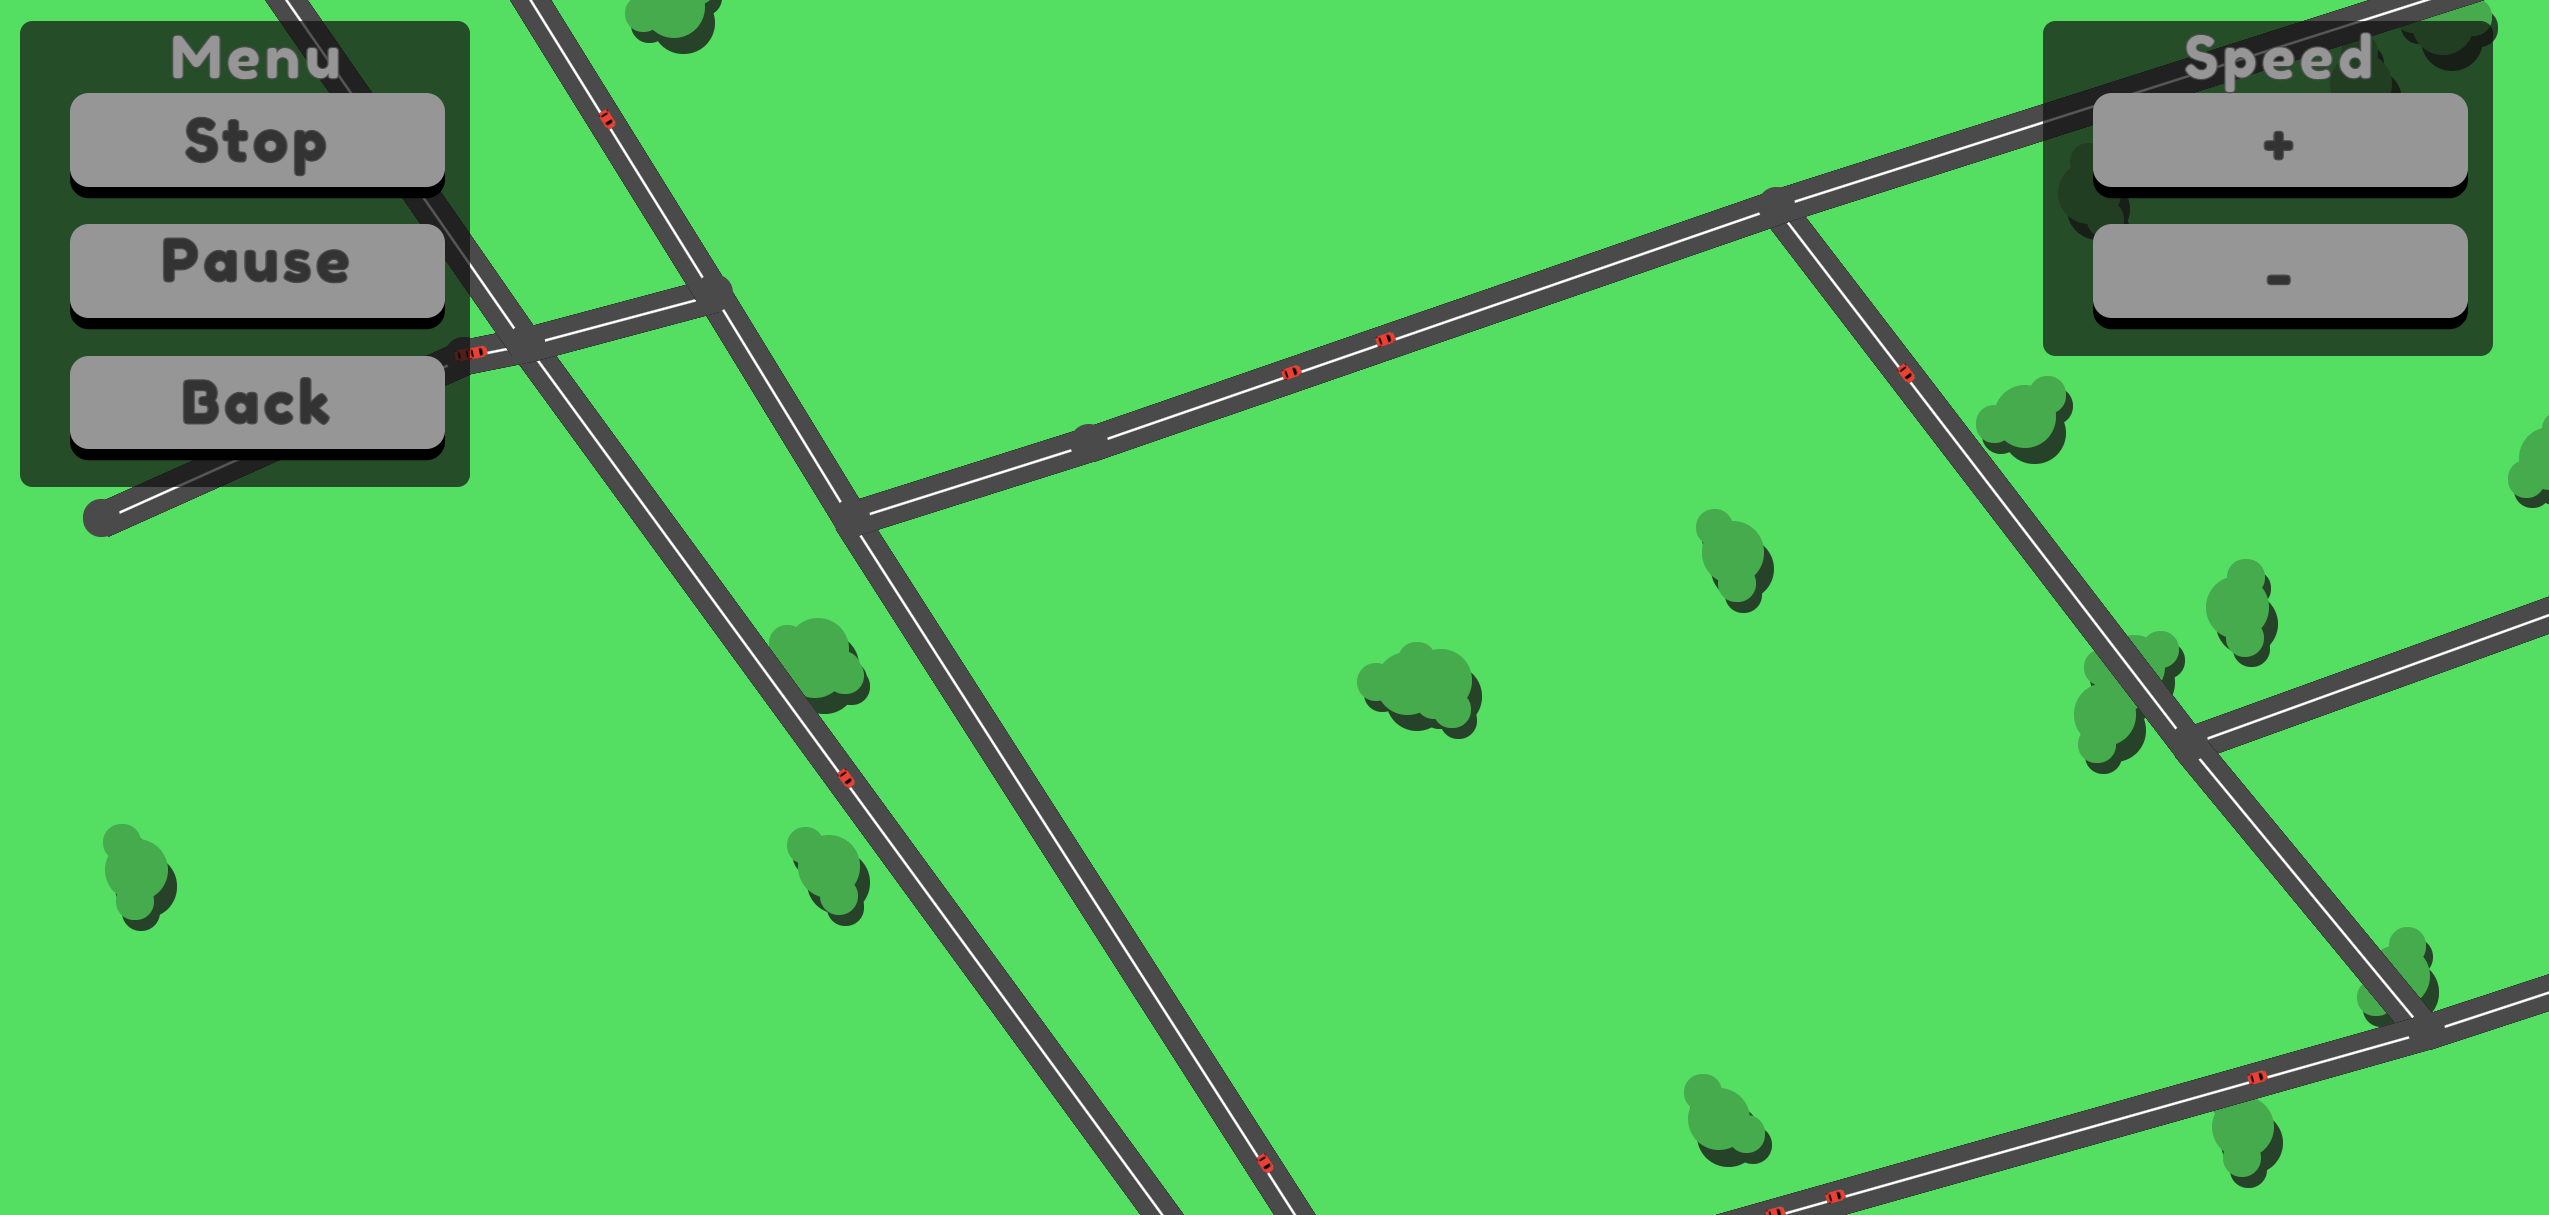 Menu
Stop
Pause
Back
Speed
+
-